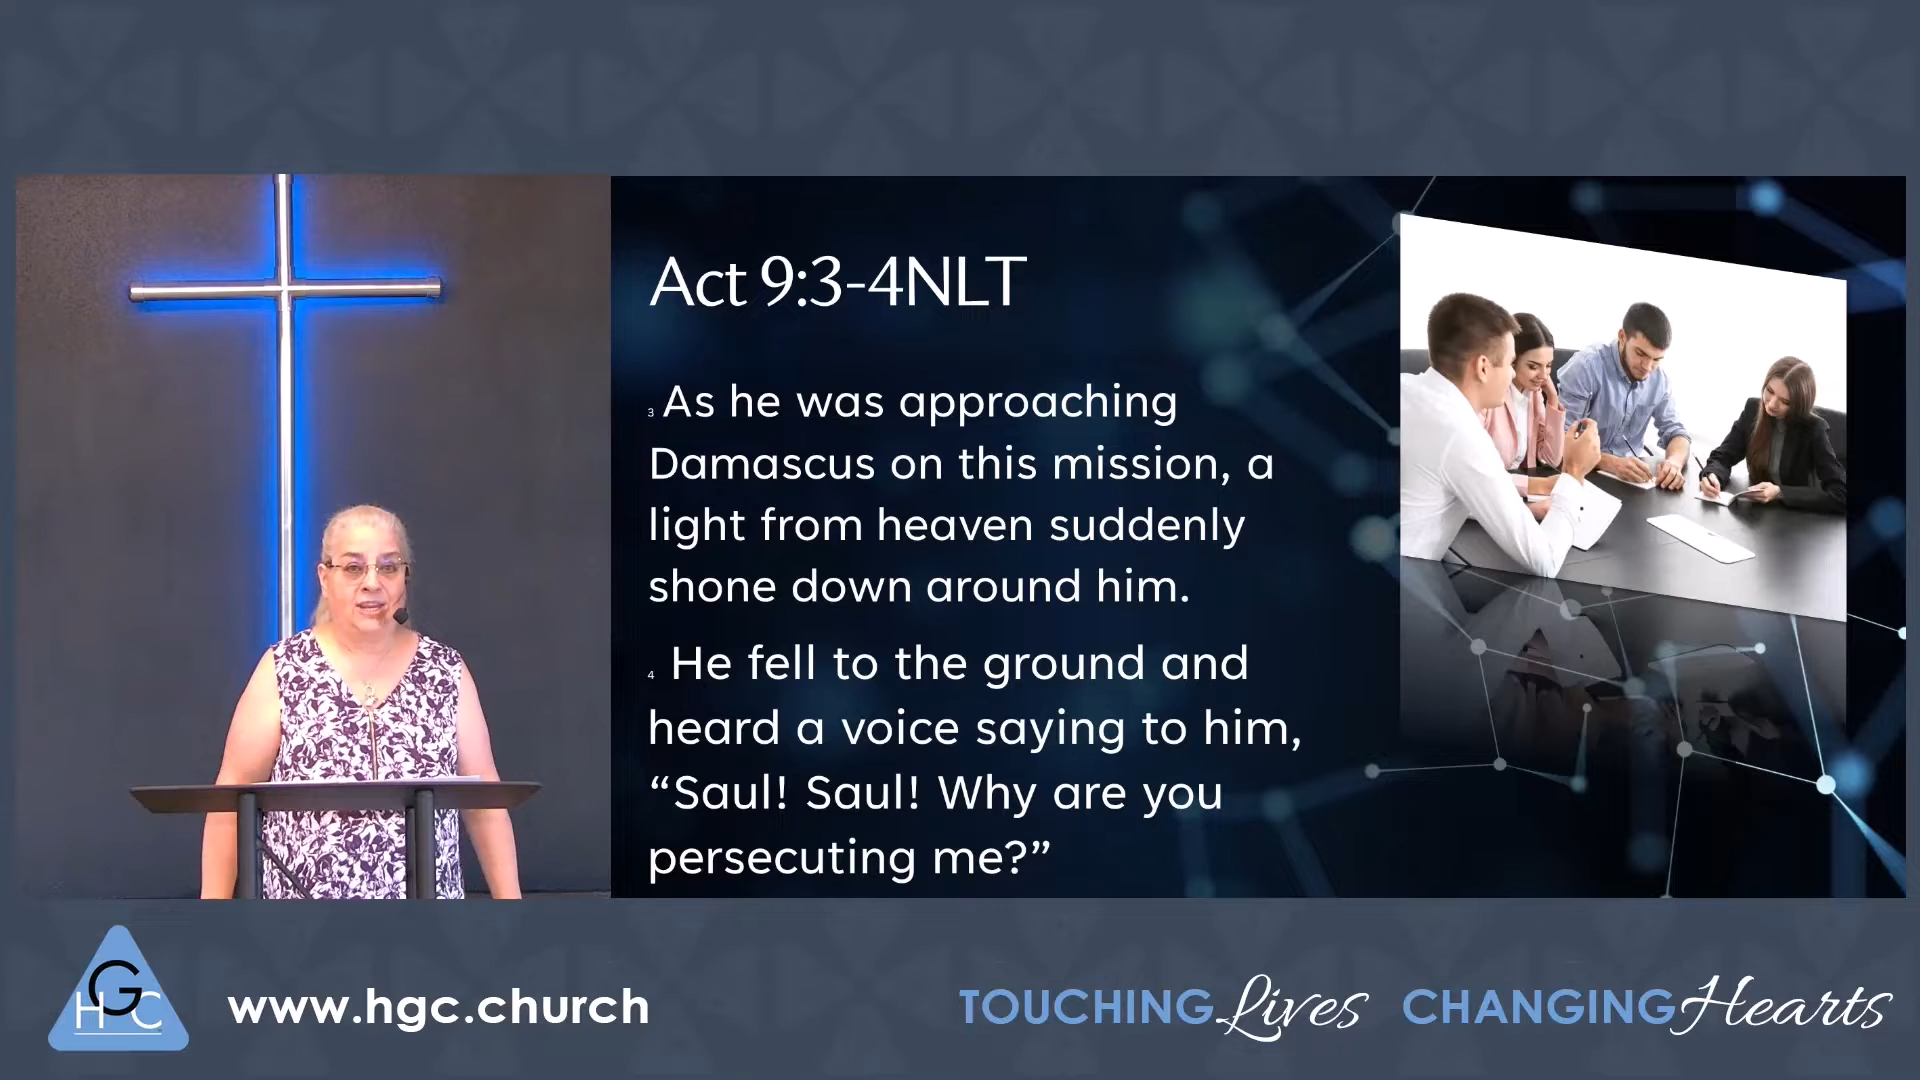 Act 9:3-4NLT
3 As he was approaching
Damascus on this mission, a
light from heaven suddenly
shone down around him.
4 He fell to the ground and
heard a voice saying to him,
“Saul! Saul! Why are you
persecuting me?”
HGC
www.hgc.church
TOUCHING Lives CHANGING Hearts